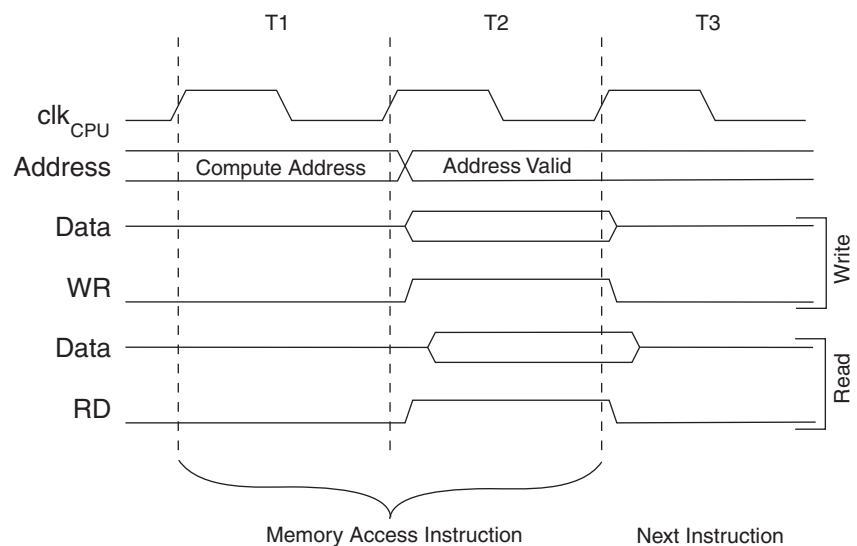 T1 T2 T3
clkCPU
Address Compute Address Address Valid
Data
WR
Write
Data
RD
Read
Memory Access Instruction Next Instruction